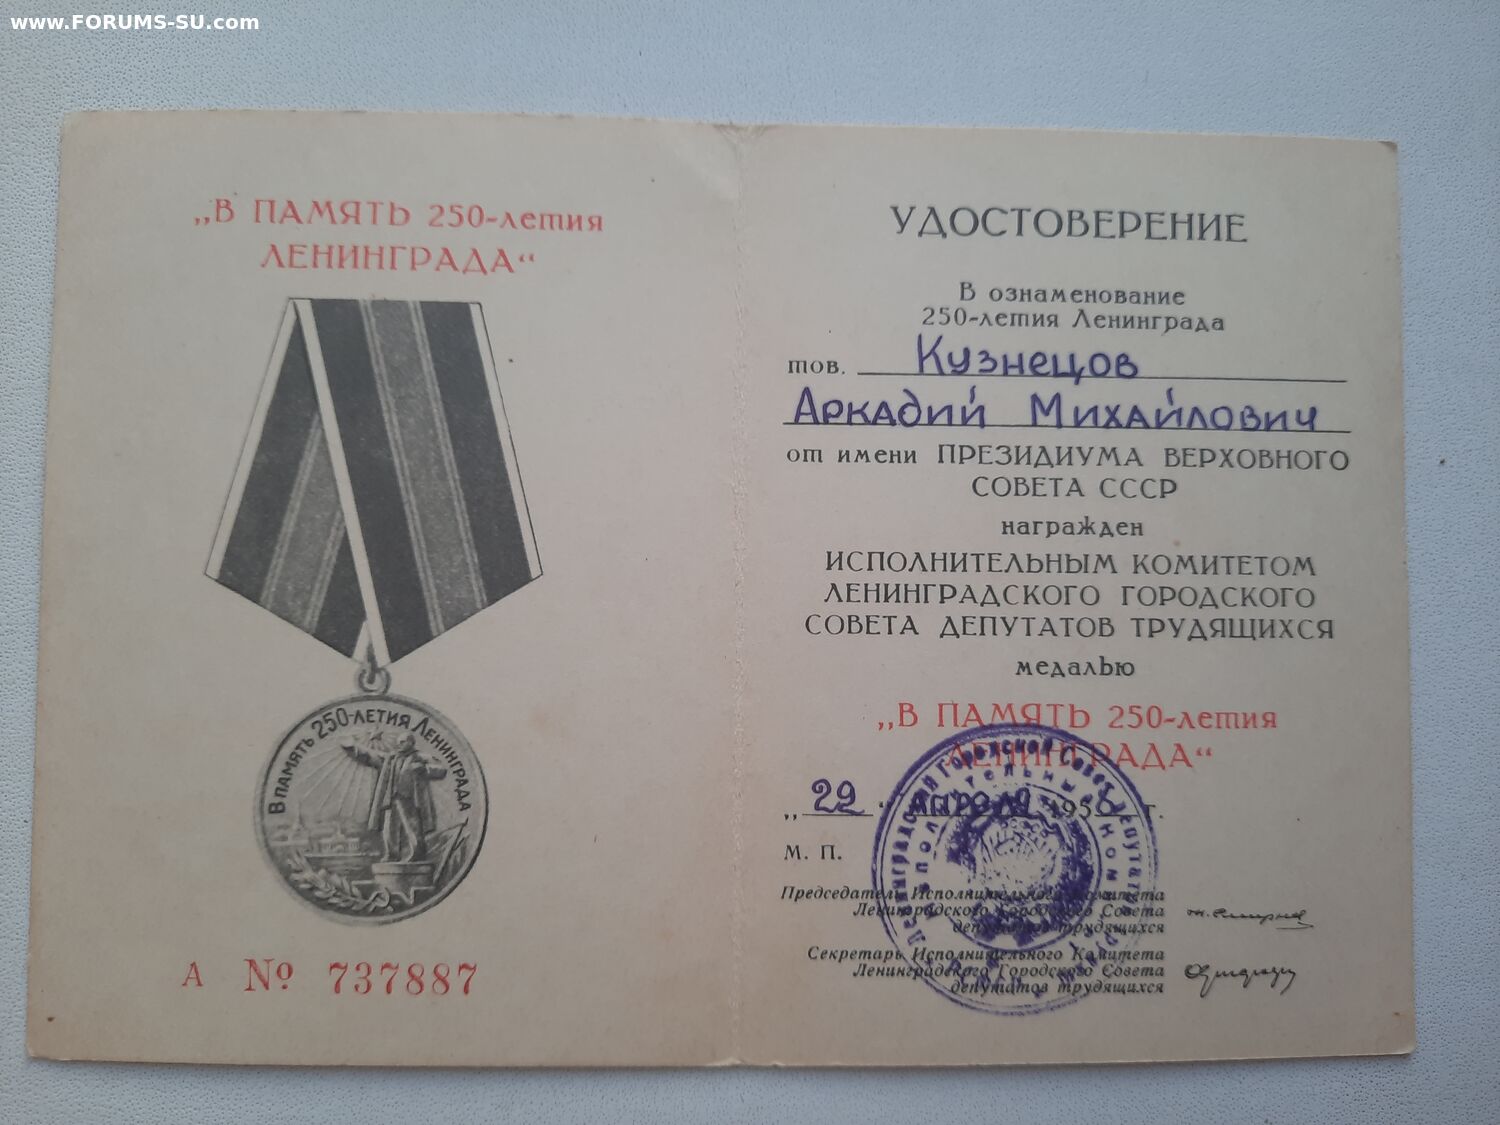 www.FORUMS-SU.com
„В ПАМЯТЬ 250-летия
ЛЕНИНГРАДА“
В ПАМЯТЬ 250-ЛЕТИЯ ЛЕНИНГРАДА
А № 737887
УДОСТОВЕРЕНИЕ
В ознаменование
250-летия Ленинграда
тов. Кузнецов
Аркадий Михайлович
от имени ПРЕЗИДИУМА ВЕРХОВНОГО
СОВЕТА СССР
награжден
ИСПОЛНИТЕЛЬНЫМ КОМИТЕТОМ
ЛЕНИНГРАДСКОГО ГОРОДСКОГО
СОВЕТА ДЕПУТАТОВ ТРУДЯЩИХСЯ
медалью
„В ПАМЯТЬ 250-летия
ЛЕНИНГРАДА“
„22“ апреля 195 г.
М. П.
Председатель Исполнительного Комитета
Ленинградского Городского Совета
депутатов трудящихся
Секретарь Исполнительного Комитета
Ленинградского Городского Совета
депутатов трудящихся